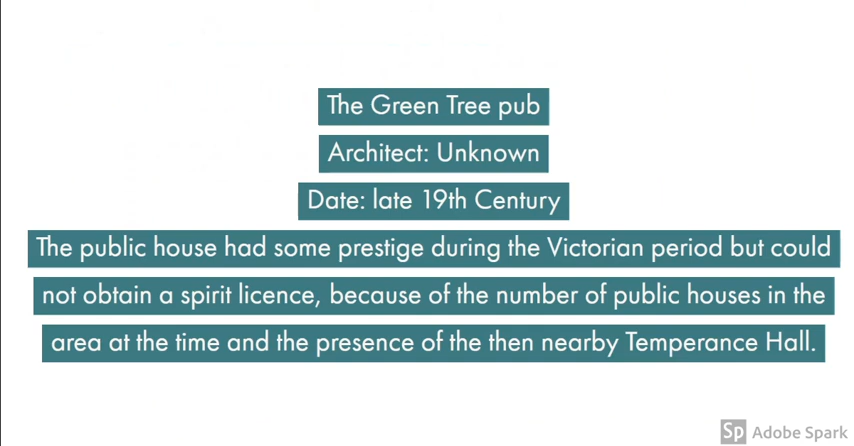 The Green Tree pub
Architect: Unknown
Date: late 19th Century
The public house had some prestige during the Victorian period but could
not obtain a spirit licence, because of the number of public houses in the
area at the time and the presence of the then nearby Temperance Hall.
Sp Adobe Spark